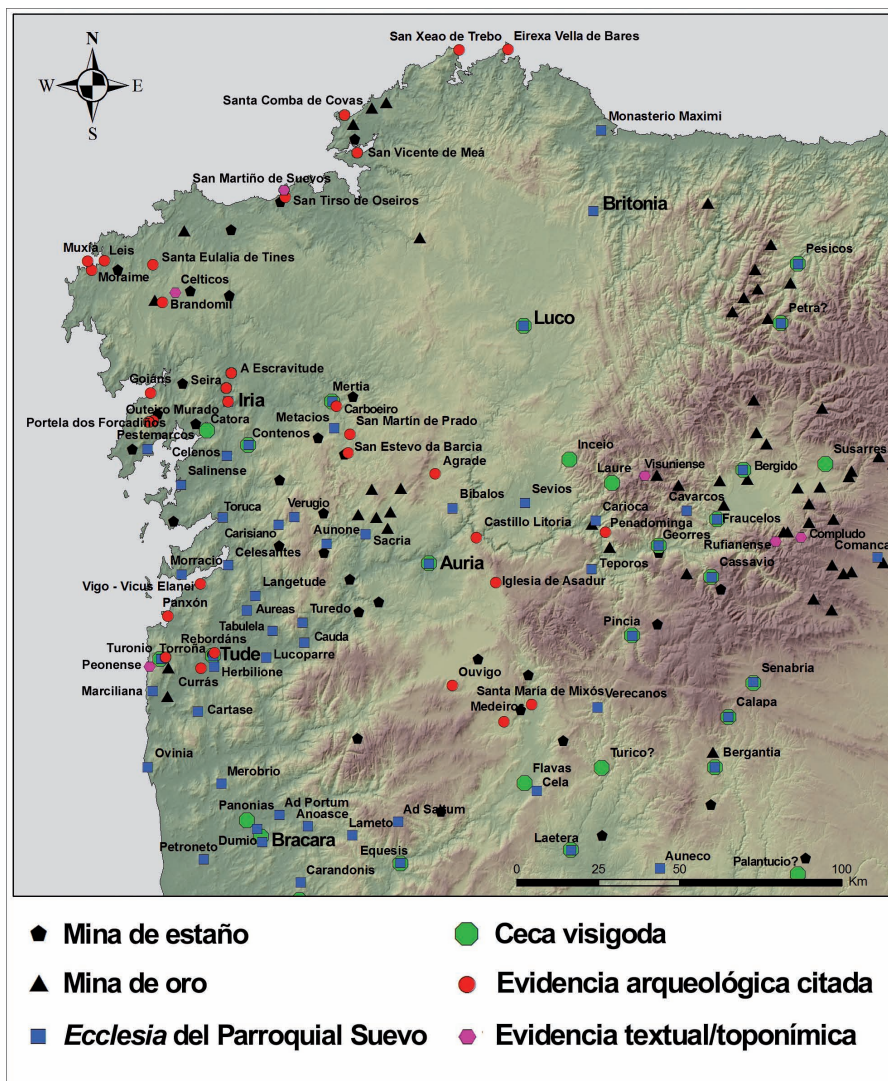 San Xeao de Trebo
Eirexa Vella de Bares
N
W
E
S
Santa Comba de Covas
Monasterio Maximi
San Vicente de Meá
San Martiño de Suevos
San Tirso de Oseiros
Britonia
Muxía
Leis
Santa Eulalia de Tines
Pesicos
Moraime
Celticos
Brandomil
Luco
Petra?
A Escravitude
Goiáns
Seira
Mertia
Iria
Outeiro Murado
Metacios
Carboeiro
Portela dos Forcadiños
Catora
San Martín de Prado
Pestemarcos
Contenos
San Estevo da Barcia
Inceio
Susarres
Celenos
Agrade
Laure
Visuniense
Bergido
Salinense
Toruca
Verugio
Bibalos
Sevios
Carioca
Cavarcos
Carisiano
Aunone
Sacria
Castillo Litoria
Penadominga
Fraucelos
Georres
Rufianense
Compludo
Morració
Celesantes
Auria
Comanca
Vigo - Vicus Elanei
Langetude
Iglesia de Asadur
Teporos
Cassavio
Panxón
Aureas
Turedo
Tabulela
Cauda
Pincia
Turonio
Torroña
Rebordáns
Tude
Lucoparre
Peonense
Herbilione
Currás
Ouvigo
Senabria
Marciliana
Santa María de Mixós
Verecanos
Cartase
Medeiros
Calapa
Ovinia
Turico?
Bergantia
Merobrio
Flavas
Cela
Panonias
Ad Portum
Anoasce
Ad Saltum
Dumio
Bracara
Lameto
Petroneto
Equesis
Laetera
Auneco
Palantucio?
Carandonis
0
25
50
100
Km
Mina de estaño
Ceca visigoda
Mina de oro
Evidencia arqueológica citada
Ecclesia del Parroquial Suevo
Evidencia textual/toponímica